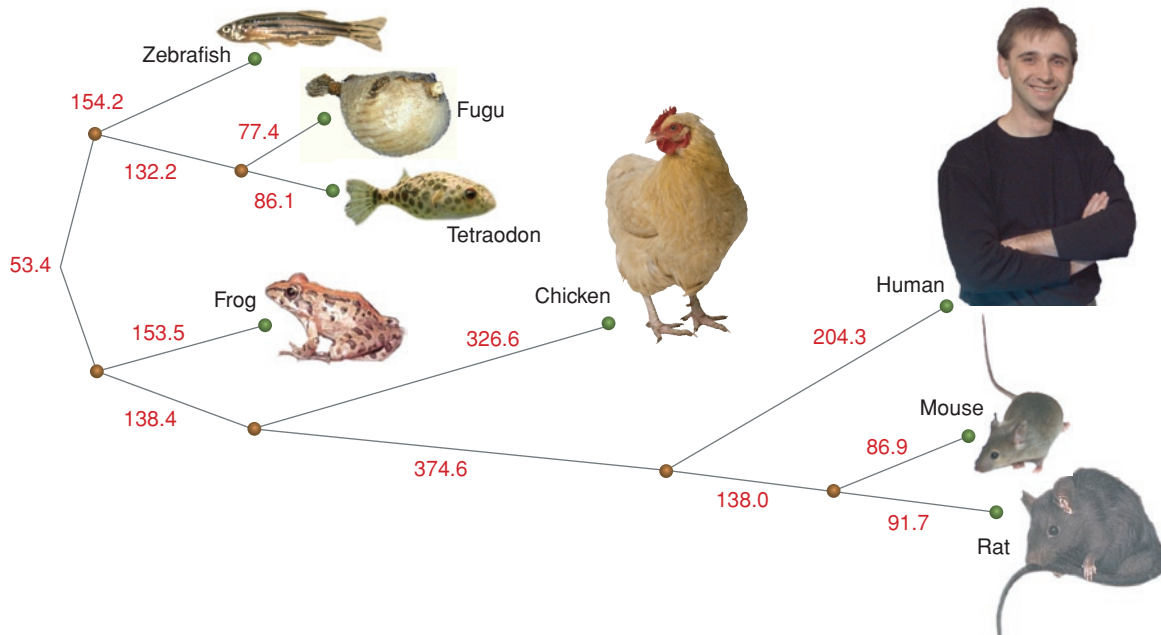 Zebrafish
154.2
Fugu
77.4
132.2
86.1
Tetraodon
53.4
Frog
153.5
Chicken
326.6
Human
204.3
138.4
374.6
Mouse
86.9
138.0
91.7
Rat